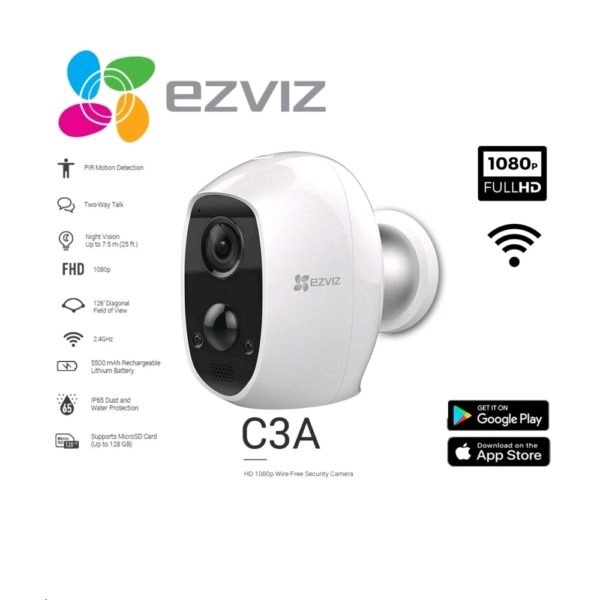 ezviz
PIR Motion Detection
Two-Way Talk
Night Vision
Up to 7.5 m (25 ft.)
FHD
1080p
126° Diagonal
Field of View
2.4GHz
5500 mAh Rechargeable
Lithium Battery
65
IP65 Dust and
Water Protection
Supports MicroSD Card
(Up to 128 GB)
ezviz
C3A
HD 1080p Wire-Free Security Camera
1080P
FULL HD
GET IT ON
Google Play
Download on the
App Store